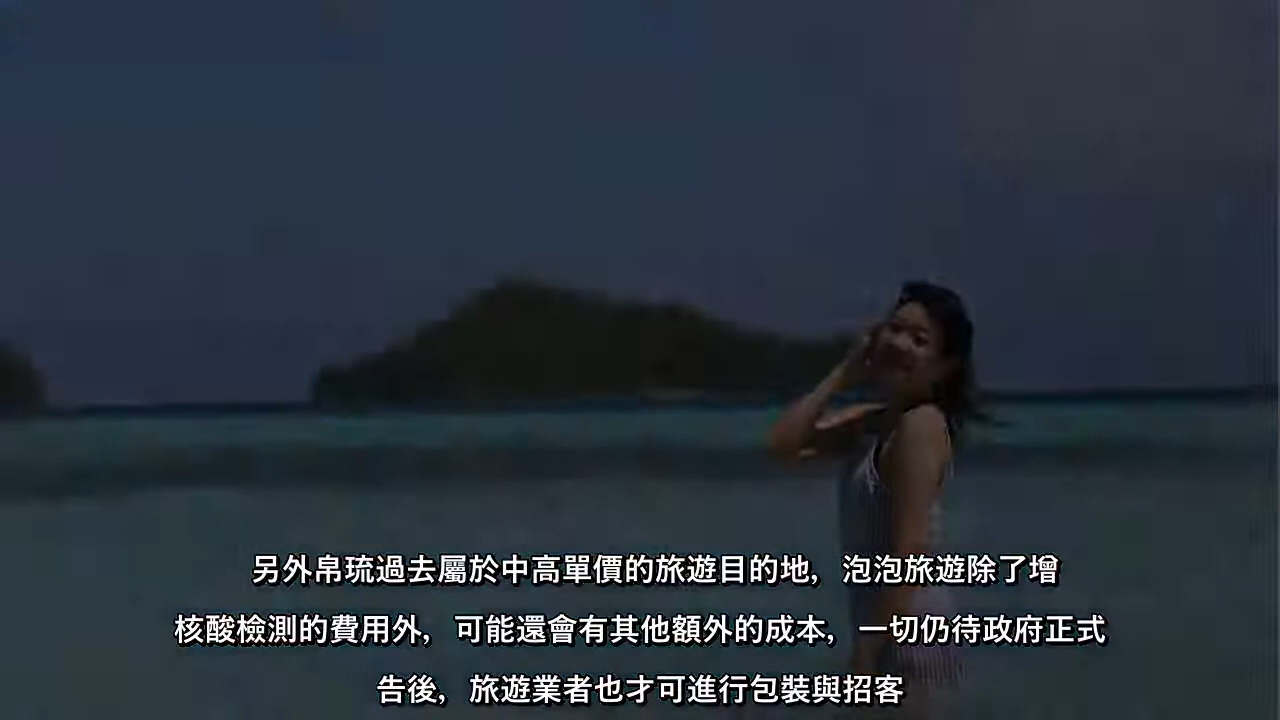 另外帛琉過去屬於中高單價的旅遊目的地，泡泡旅遊除了增
核酸檢測的費用外，可能還會有其他額外的成本，一切仍待政府正式
告後，旅遊業者也才可進行包裝與招客